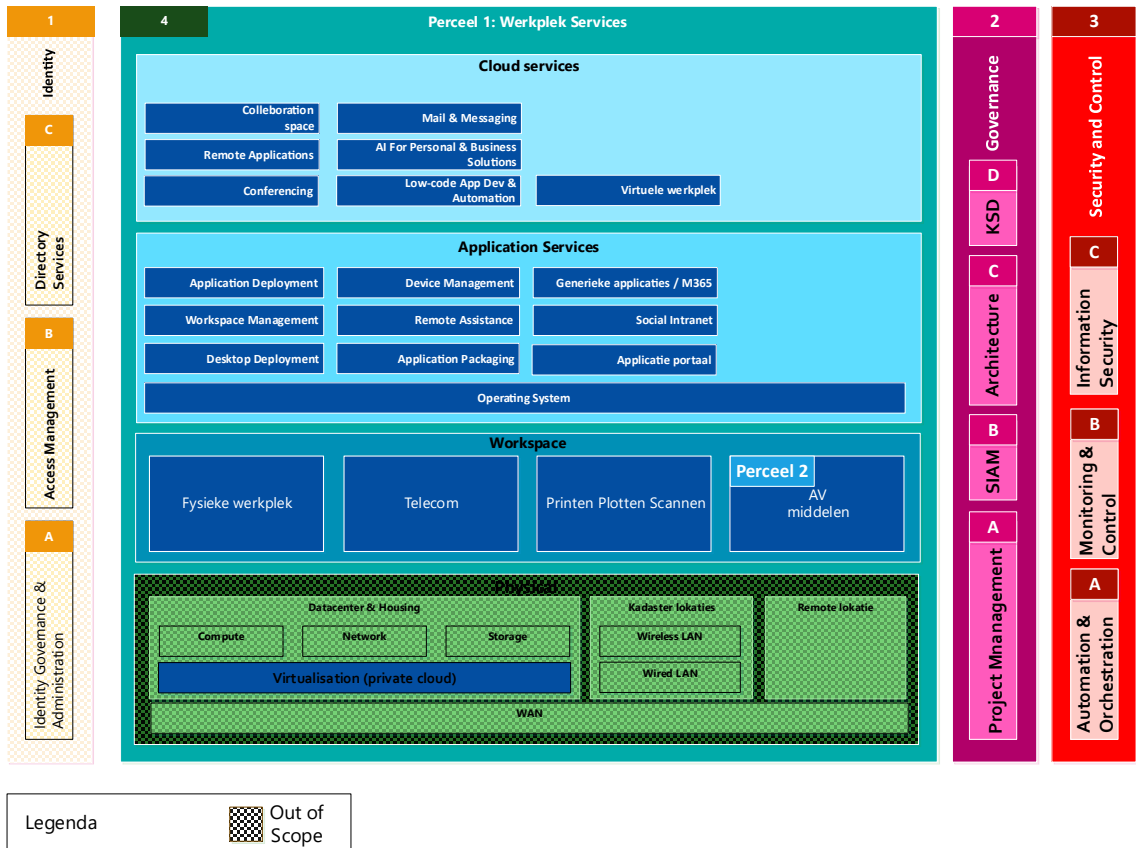 1
Identity
C
Directory
Services
B
Access Management
A
Identity Governance &
Administration
4
Perceel 1: Werkplek Services
Cloud services
Colleboration
space
Mail & Messaging
Remote Applications
AI For Personal & Business
Solutions
Conferencing
Low-code App Dev &
Automation
Virtuele werkplek
Application Services
Application Deployment
Device Management
Generieke applicaties / M365
Workspace Management
Remote Assistance
Social Intranet
Desktop Deployment
Application Packaging
Applicatie portaal
Operating System
Workspace
Fysieke werkplek
Telecom
Printen Plotten Scannen
Perceel 2
AV
middelen
Physical
Datacenter & Housing
Compute
Network
Storage
Virtualisation (private cloud)
Kadaster lokaties
Wireless LAN
Wired LAN
Remote lokatie
WAN
2
Governance
D
KSD
C
Architecture
B
SIAM
A
Project Management
3
Security and Control
C
Information
Security
B
Monitoring &
Control
A
Automation &
Orchestration
Legenda
Out of
Scope